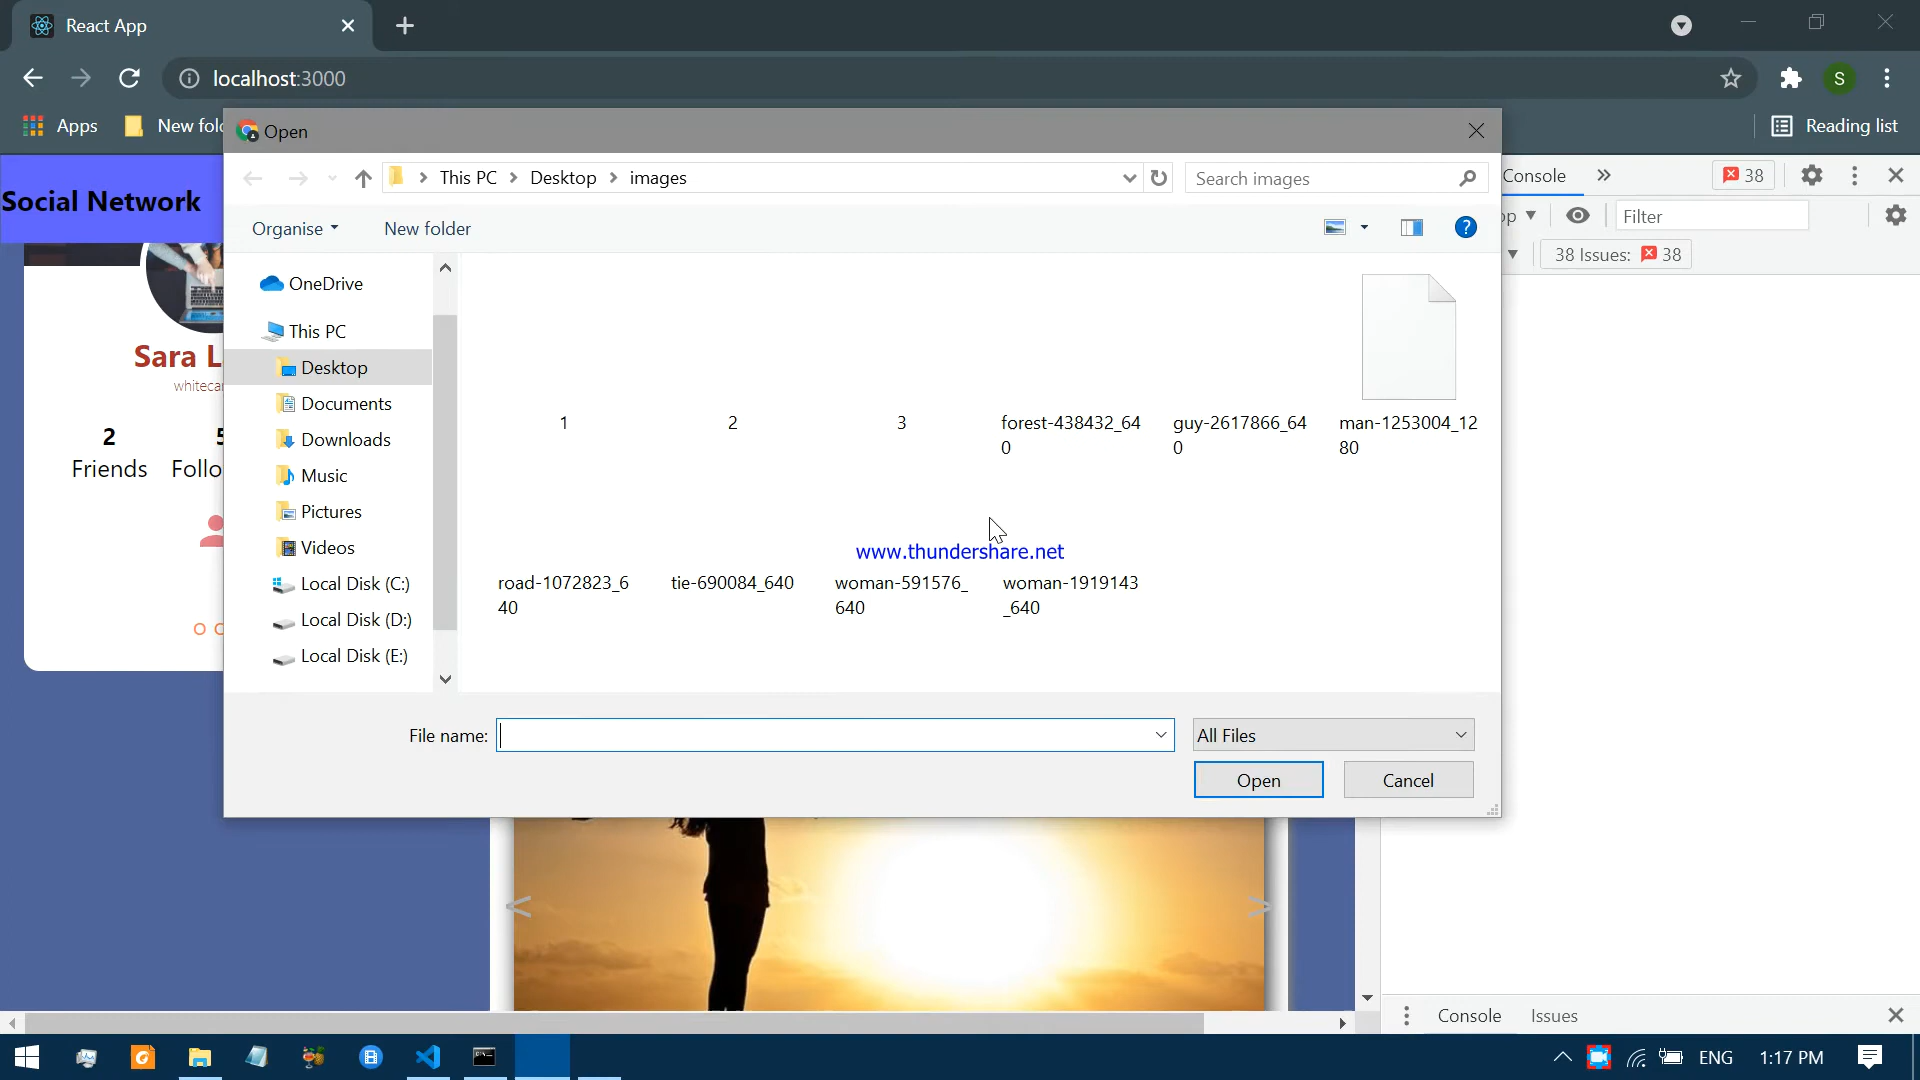 React App
localhost:3000
S
Apps
New fol
Reading list
Open
This PC
Desktop
images
Search images
Organise
New folder
?
Social Network
Sara L
whiteca
2
5
Friends
Follo
OneDrive
This PC
Desktop
Documents
Downloads
Music
Pictures
Videos
Local Disk (C:)
Local Disk (D:)
Local Disk (E:)
1
2
3
forest-438432_64
0
guy-2617866_64
0
man-1253004_12
80
www.thundershare.net
road-1072823_6
40
tie-690084_640
woman-591576_
640
woman-1919143
_640
File name:
All Files
Open
Cancel
Console
38
op
Filter
38 Issues: 38
<
>
Console
Issues
ENG
1:17 PM